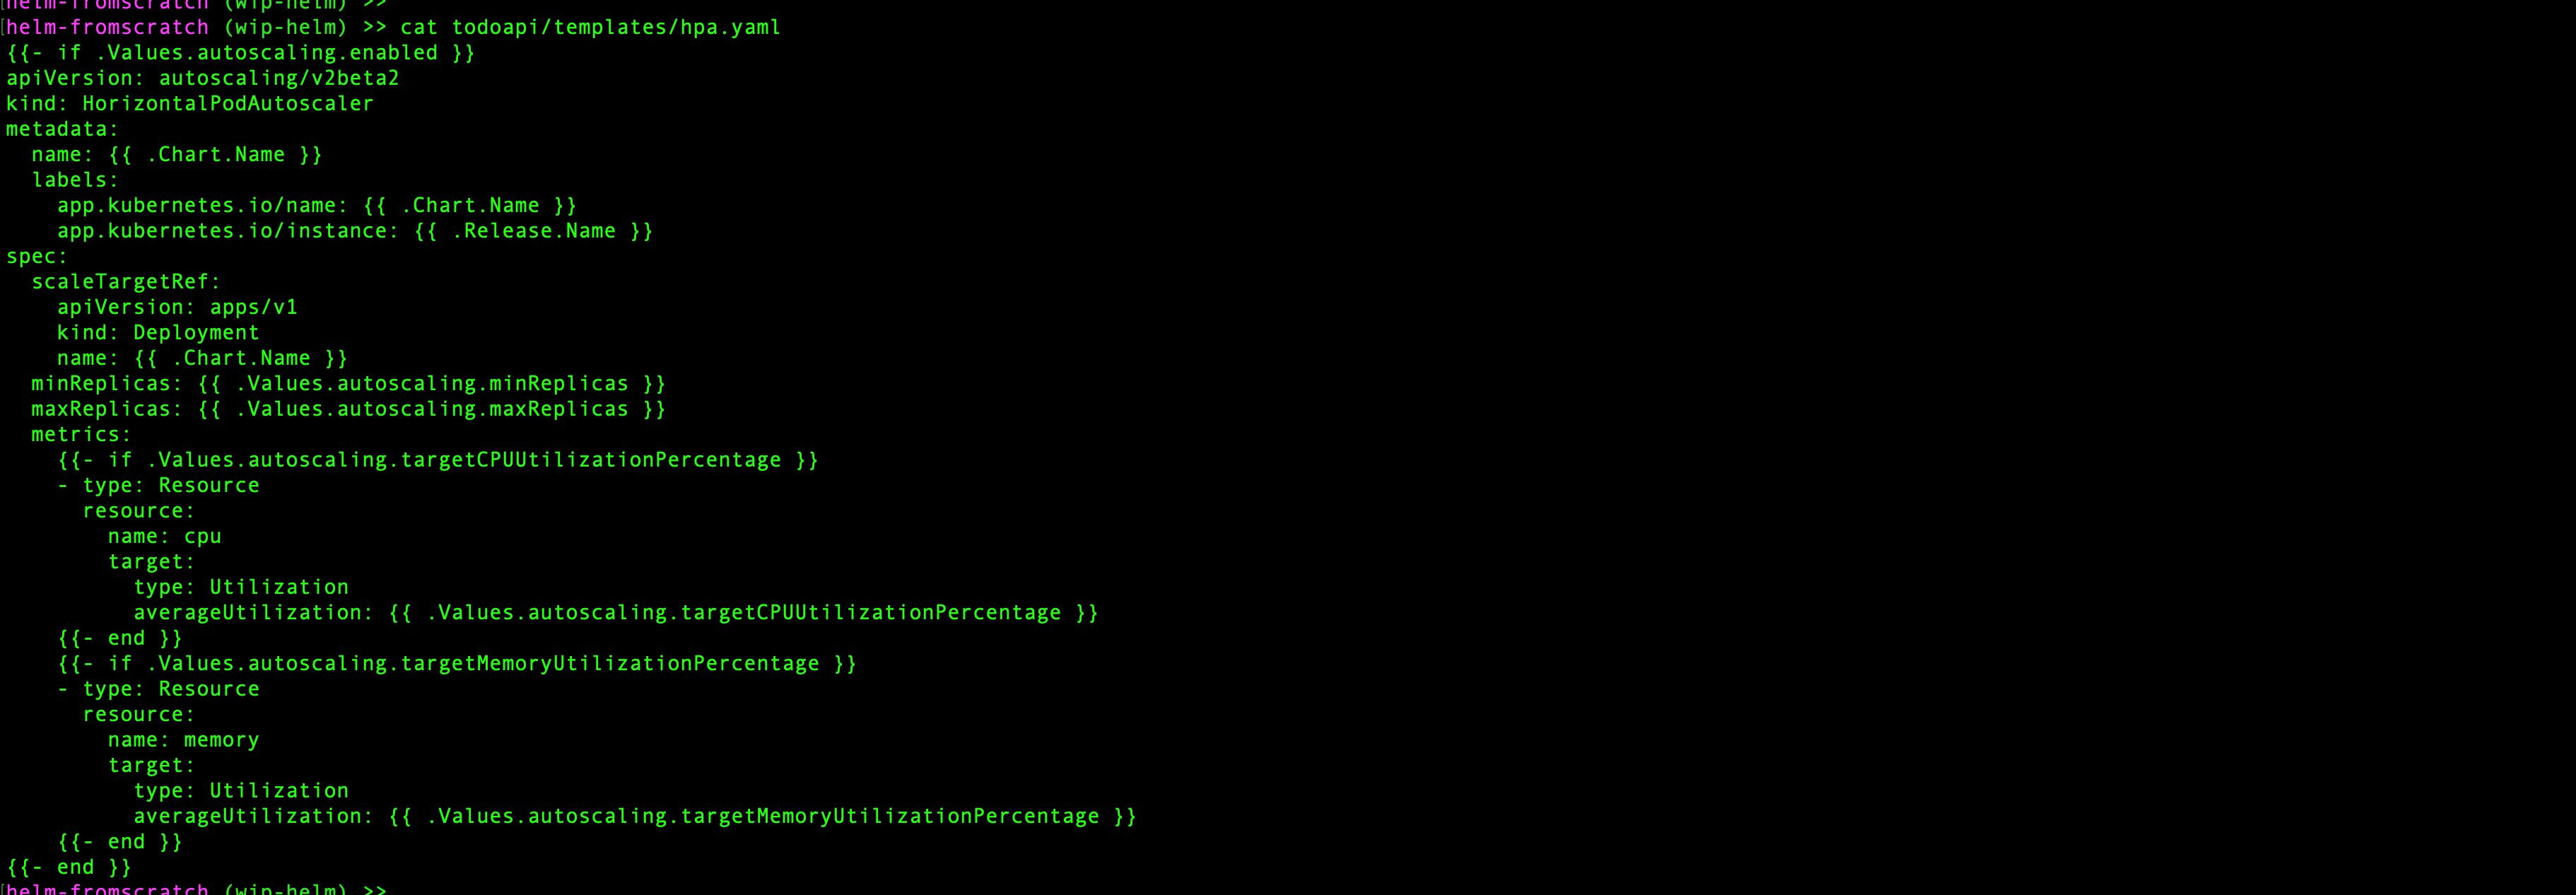 [helm-fromscratch (wip-helm) >>
[helm-fromscratch (wip-helm) >> cat todoapi/templates/hpa.yaml
{{- if .Values.autoscaling.enabled }}
apiVersion: autoscaling/v2beta2
kind: HorizontalPodAutoscaler
metadata:
  name: {{ .Chart.Name }}
  labels:
    app.kubernetes.io/name: {{ .Chart.Name }}
    app.kubernetes.io/instance: {{ .Release.Name }}
spec:
  scaleTargetRef:
    apiVersion: apps/v1
    kind: Deployment
    name: {{ .Chart.Name }}
  minReplicas: {{ .Values.autoscaling.minReplicas }}
  maxReplicas: {{ .Values.autoscaling.maxReplicas }}
  metrics:
    {{- if .Values.autoscaling.targetCPUUtilizationPercentage }}
    - type: Resource
      resource:
        name: cpu
        target:
          type: Utilization
          averageUtilization: {{ .Values.autoscaling.targetCPUUtilizationPercentage }}
    {{- end }}
    {{- if .Values.autoscaling.targetMemoryUtilizationPercentage }}
    - type: Resource
      resource:
        name: memory
        target:
          type: Utilization
          averageUtilization: {{ .Values.autoscaling.targetMemoryUtilizationPercentage }}
    {{- end }}
{{- end }}
[helm-fromscratch (wip-helm) >>